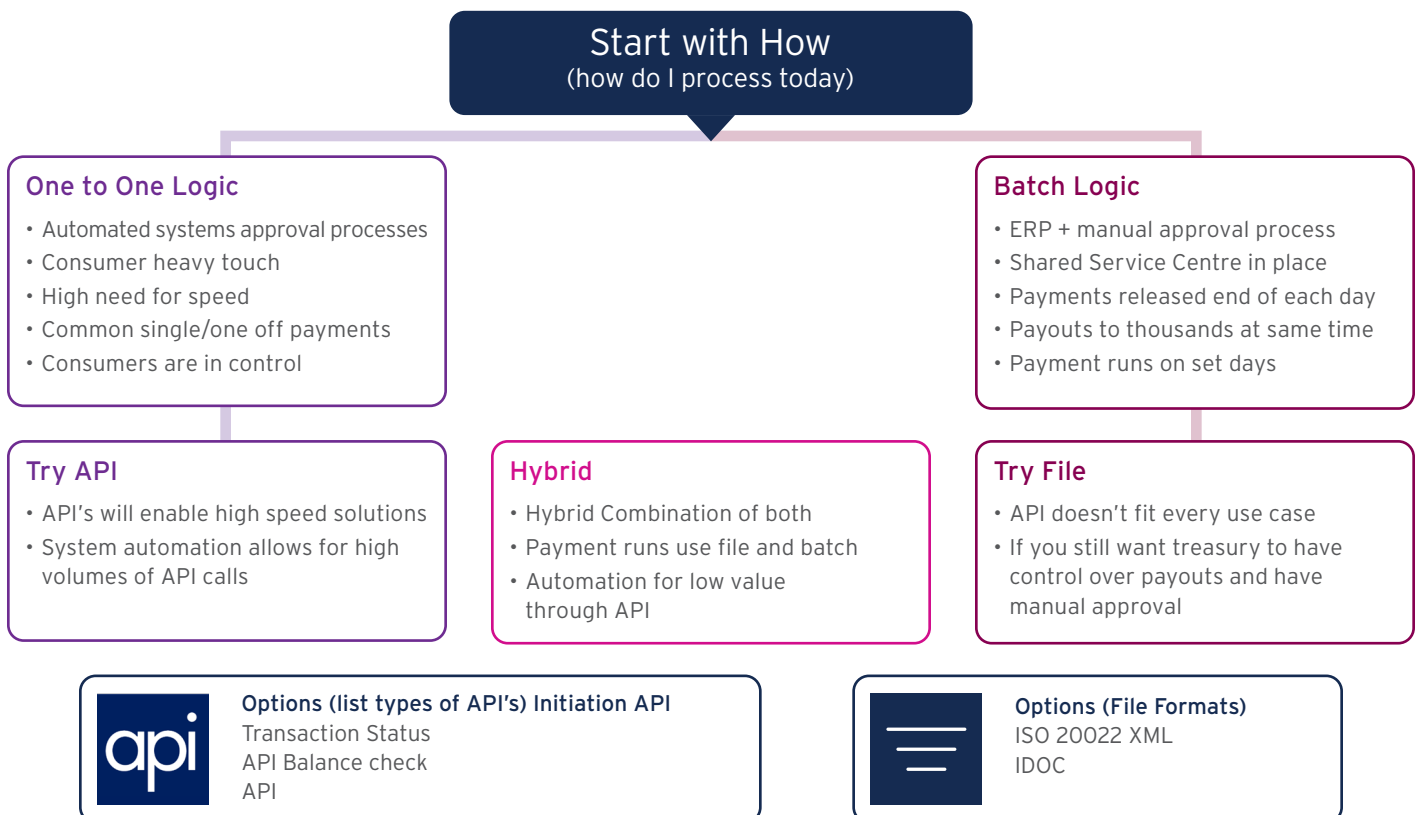 Start with How
(how do I process today)
One to One Logic
• Automated systems approval processes
• Consumer heavy touch
• High need for speed
• Common single/one off payments
• Consumers are in control
Batch Logic
• ERP + manual approval process
• Shared Service Centre in place
• Payments released end of each day
• Payouts to thousands at same time
• Payment runs on set days
Try API
• API's will enable high speed solutions
• System automation allows for high
volumes of API calls
Hybrid
• Hybrid Combination of both
• Payment runs use file and batch
• Automation for low value
through API
Try File
• API doesn't fit every use case
• If you still want treasury to have
control over payouts and have
manual approval
api
Options (list types of API's) Initiation API
Transaction Status
API Balance check
API
Options (File Formats)
ISO 20022 XML
IDOC